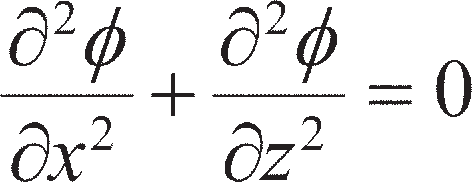 ∂²ϕ/∂x² + ∂²ϕ/∂z² = 0